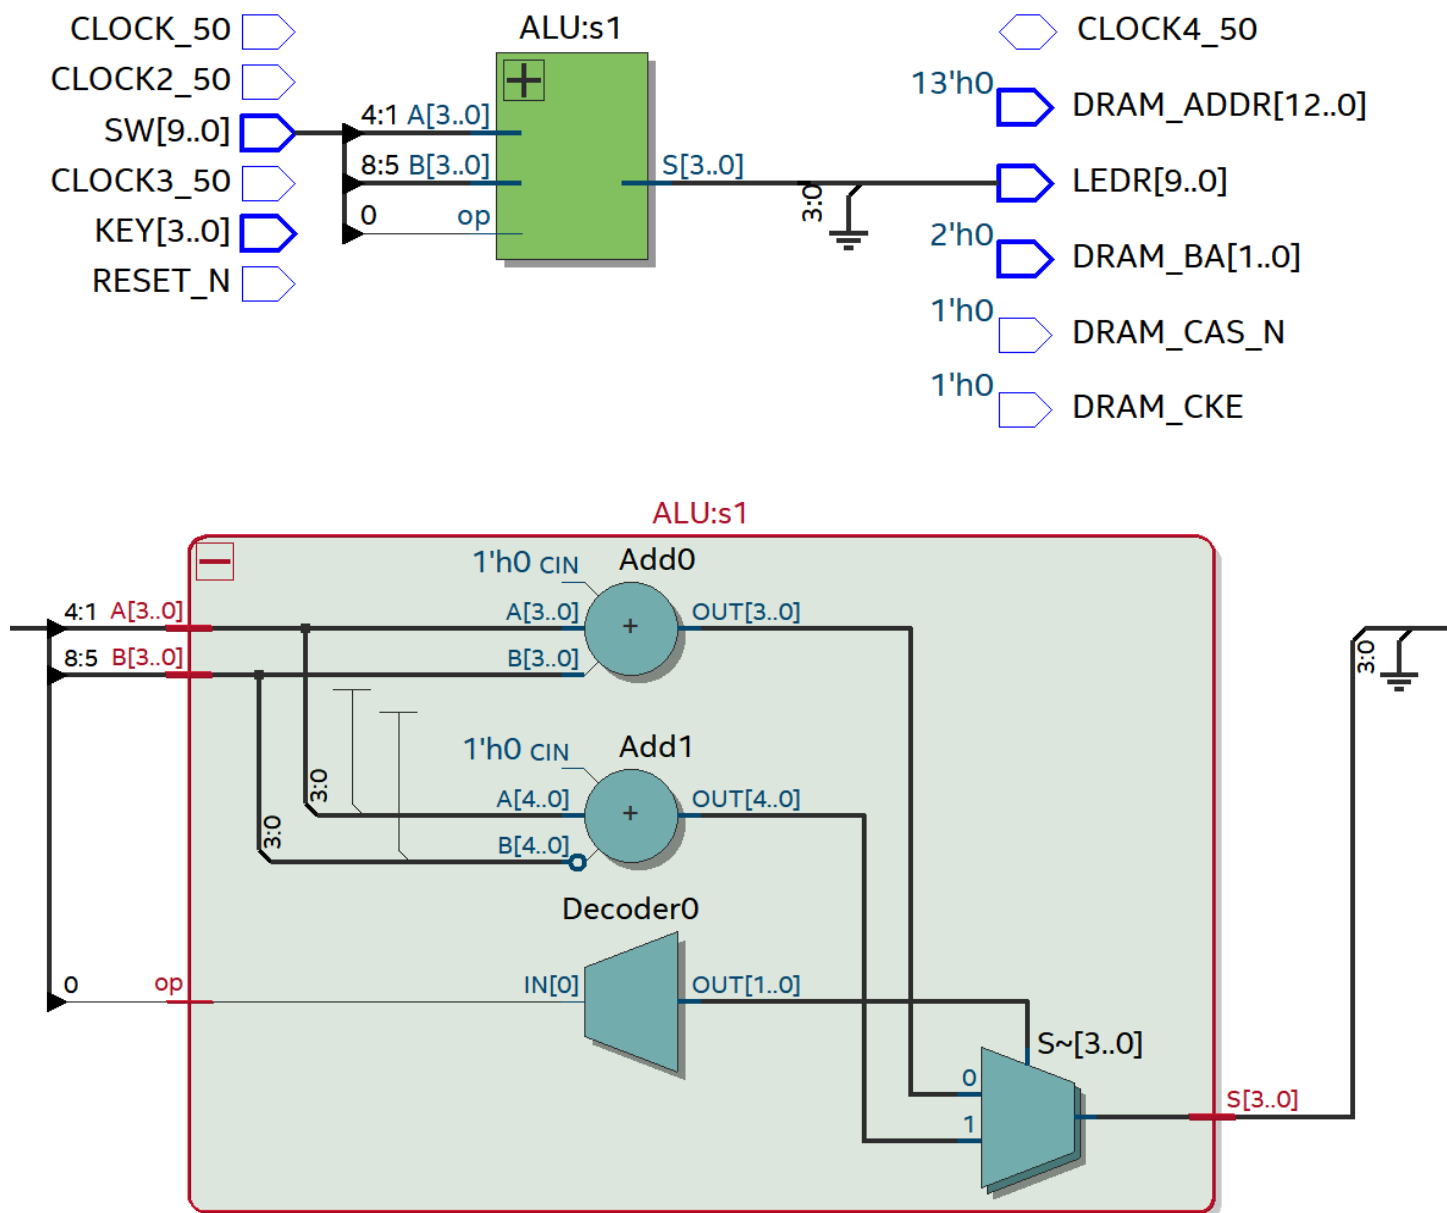 CLOCK_50
CLOCK2_50
SW[9..0]
CLOCK3_50
KEY[3..0]
RESET_N
ALU:s1
4:1 A[3..0]
8:5 B[3..0]
0 op
S[3..0]
3:0
CLOCK4_50
13'h0 DRAM_ADDR[12..0]
LEDR[9..0]
2'h0 DRAM_BA[1..0]
1'h0 DRAM_CAS_N
1'h0 DRAM_CKE
ALU:s1
4:1 A[3..0]
8:5 B[3..0]
0 op
Add0
1'h0 CIN
A[3..0]
B[3..0]
+
OUT[3..0]
Add1
1'h0 CIN
3:0
A[4..0]
3:0
B[4..0]
+
OUT[4..0]
Decoder0
IN[0]
OUT[1..0]
S~[3..0]
0
1
S[3..0]
3:0